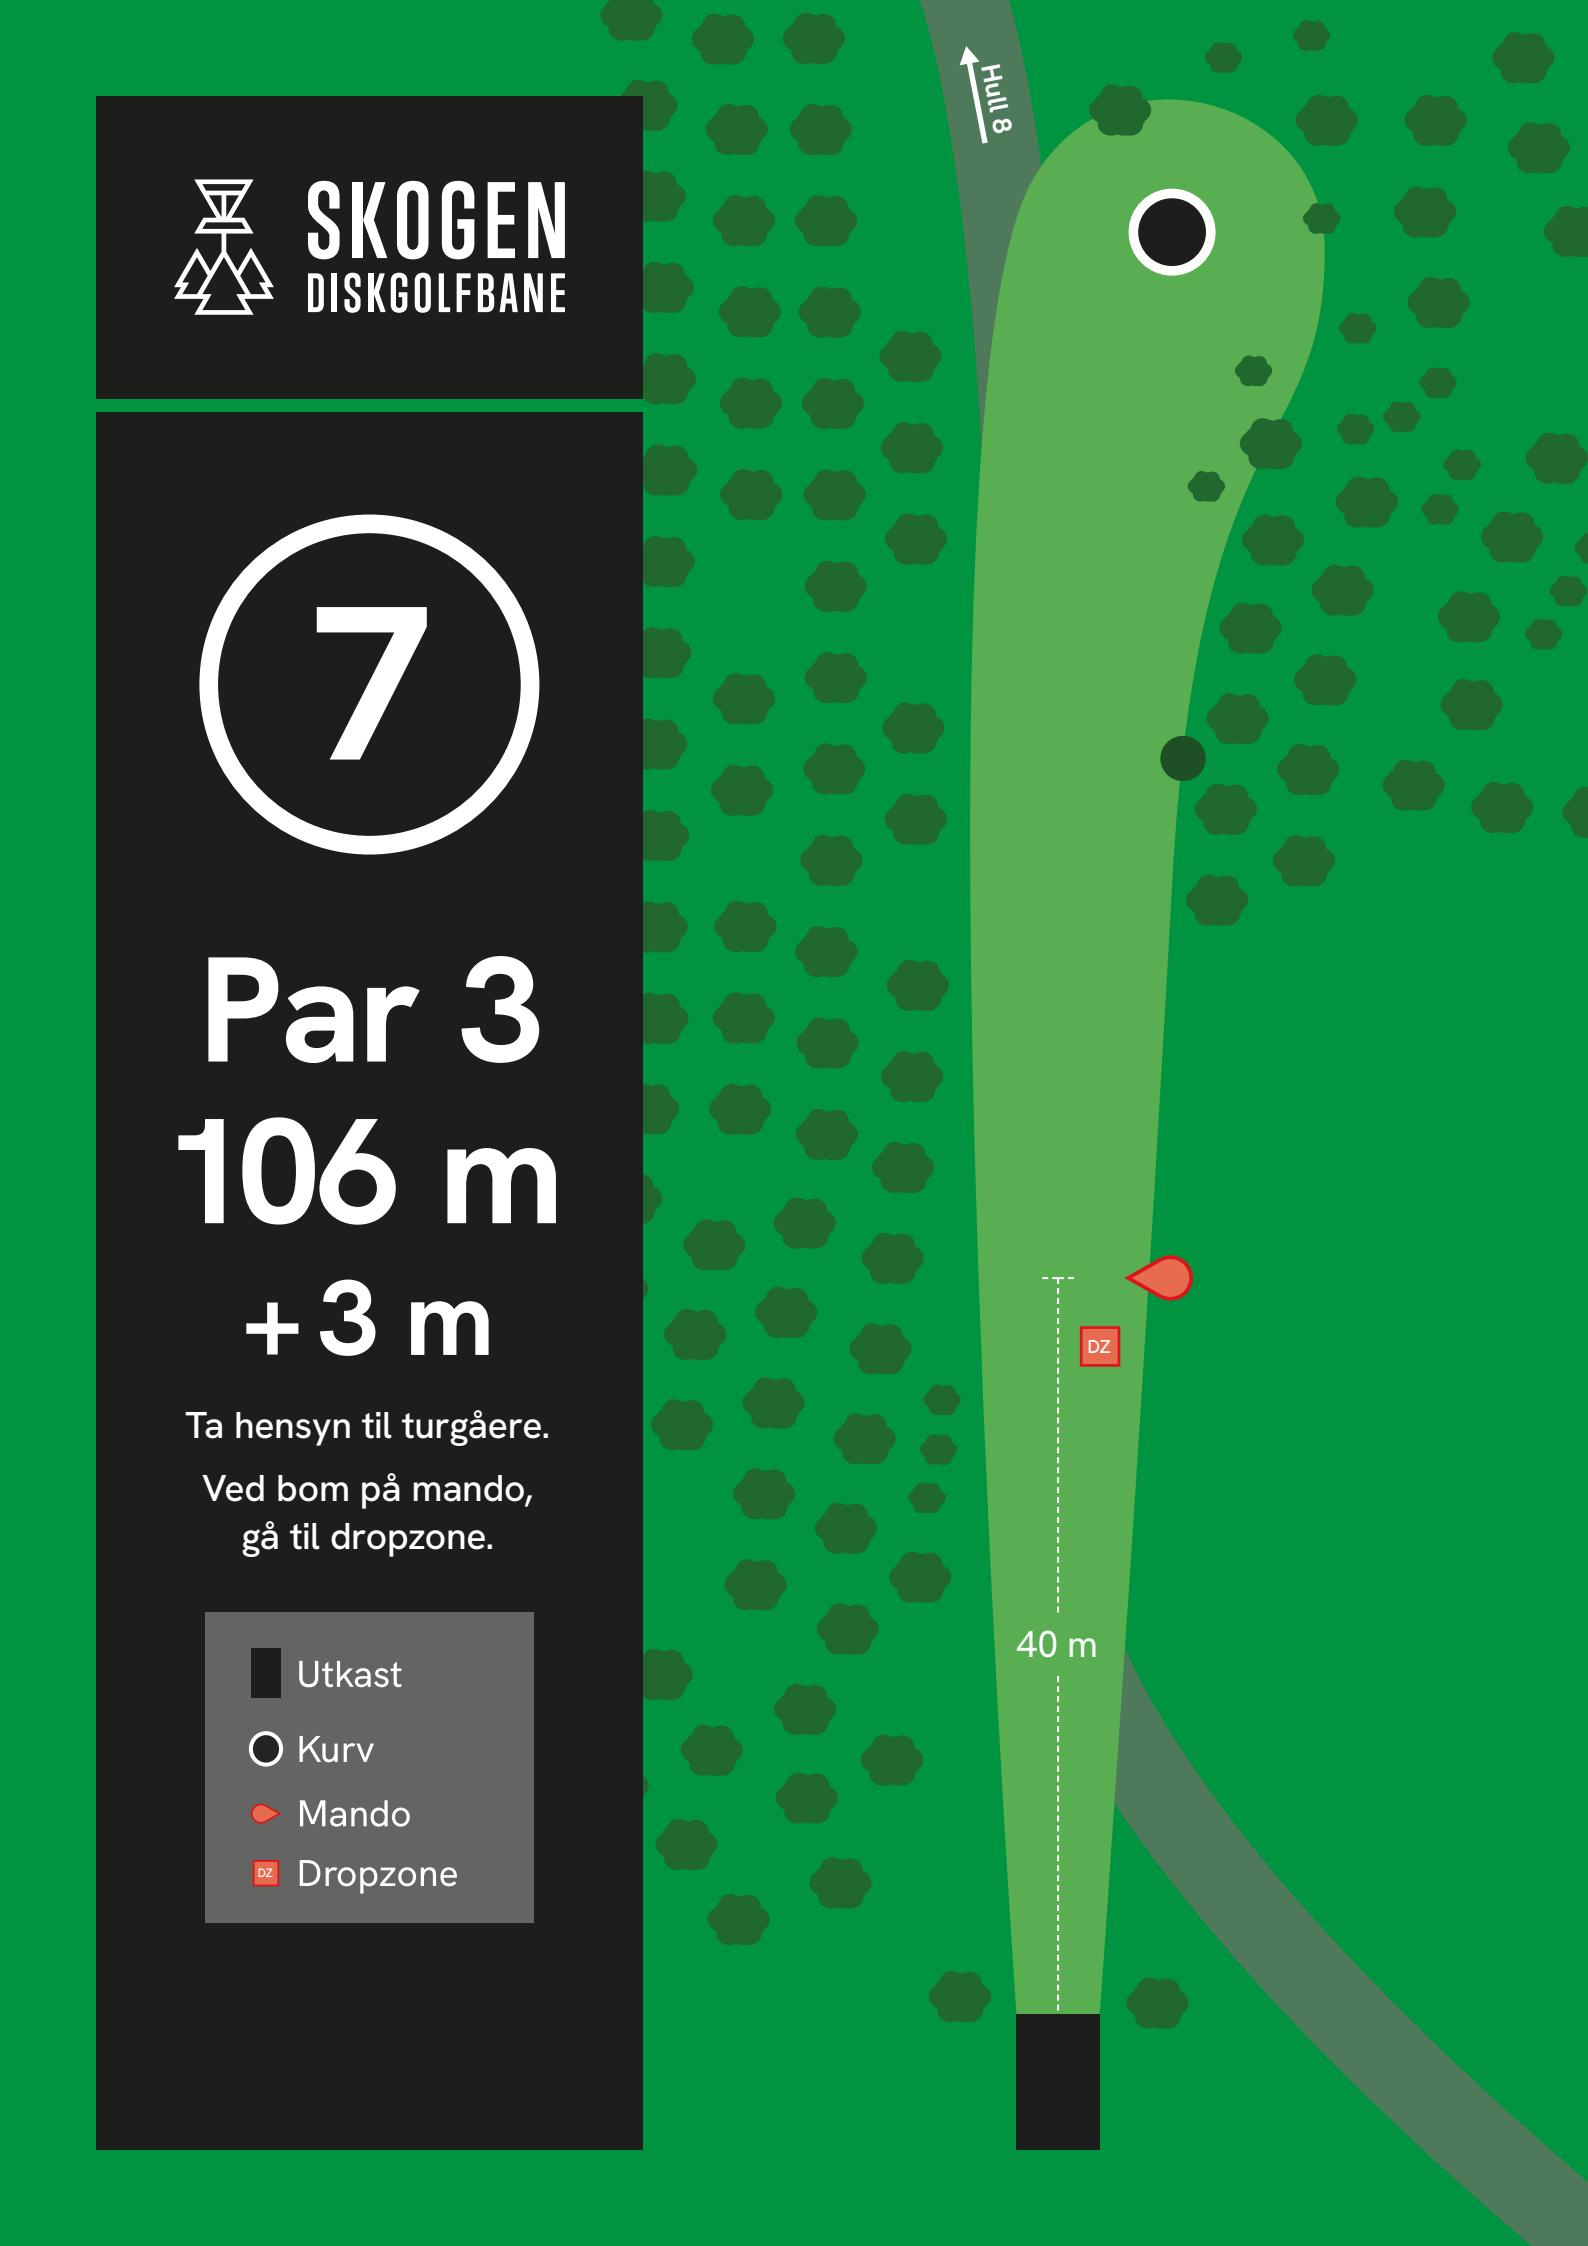 SKOGEN
DISKGOLFBANE
7
Par 3
106 m
+3 m
Ta hensyn til turgåere.
Ved bom på mando,
gå til dropzone.
Utkast
Kurv
Mando
DZ Dropzone
Hull 8
DZ
40 m